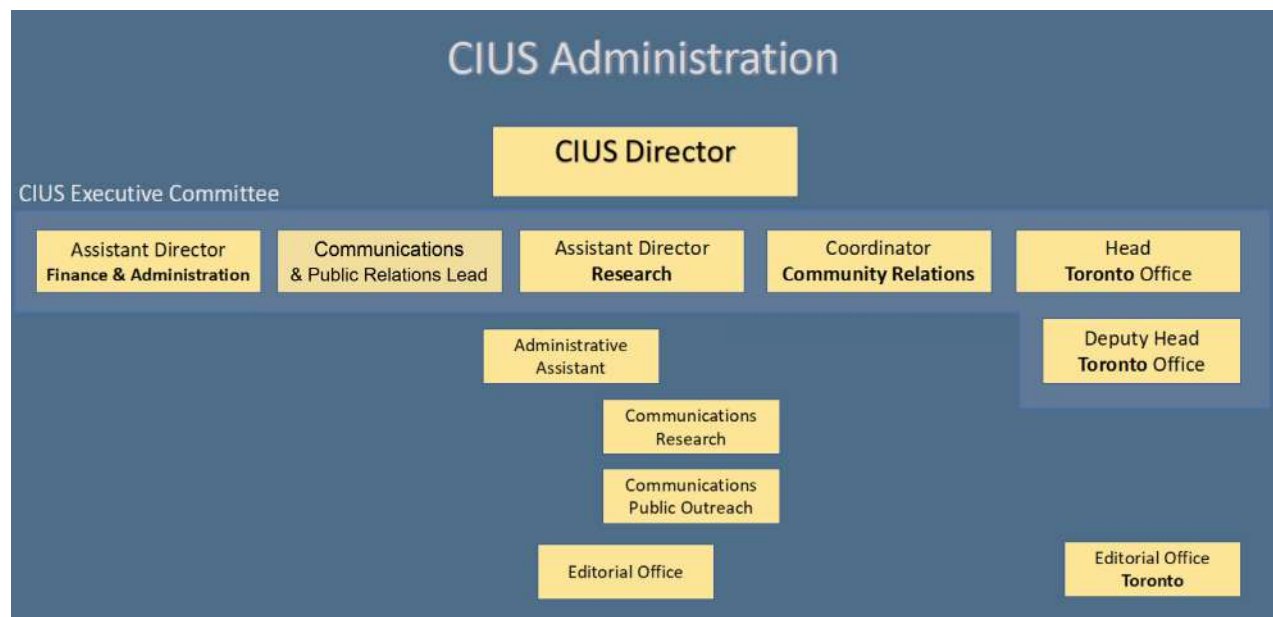 CIUS Administration
CIUS Director
CIUS Executive Committee
Assistant Director
Finance & Administration
Communications
& Public Relations Lead
Assistant Director
Research
Coordinator
Community Relations
Head
Toronto Office
Deputy Head
Toronto Office
Administrative
Assistant
Communications
Research
Communications
Public Outreach
Editorial Office
Editorial Office
Toronto